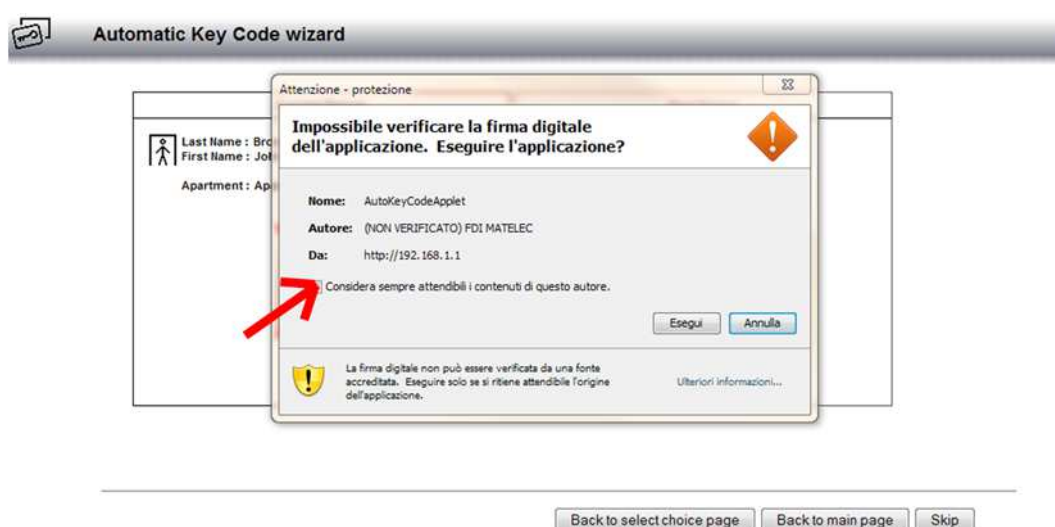 Automatic Key Code wizard
Attenzione - protezione
Impossibile verificare la firma digitale
dell'applicazione. Eseguire l'applicazione?
Last Name : Bro
First Name : Joh
Apartment : Apa
Nome: AutoKeyCodeApplet
Autore: (NON VERIFICATO) FDI MATELEC
Da: http://192.168.1.1
Considera sempre attendibili i contenuti di questo autore.
Esegui Annulla
La firma digitale non può essere verificata da una fonte
accreditata. Eseguire solo se si ritiene attendibile l'origine
dell'applicazione.
Ulteriori informazioni...
Back to select choice page Back to main page Skip